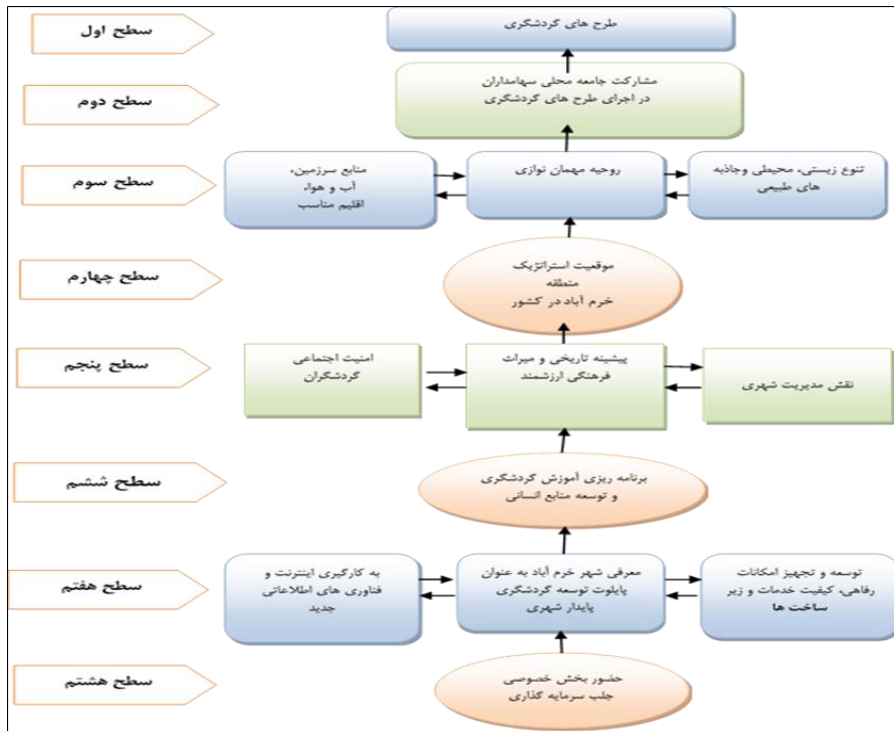 سطح اول
طرح های گردشگری
سطح دوم
مشارکت جامعه محلی سهامداران
در اجرای طرح های گردشگری
سطح سوم
تنوع زیستی، محیطی وجاذبه
های طبیعی
روحیه مهمان نوازی
منابع سرزمین،
آب و هوا،
اقلیم مناسب
سطح چهارم
موقعیت استراتژیک
منطقه
خرم آباد در کشور
سطح پنجم
نقش مدیریت شهری
پیشینه تاریخی و میراث
فرهنگی ارزشمند
امنیت اجتماعی
گردشگران
سطح ششم
برنامه ریزی آموزش گردشگری
و توسعه منابع انسانی
سطح هفتم
توسعه و تجهیز امکانات
رفاهی، کیفیت خدمات و زیر
ساخت ها
معرفی شهر خرم آباد به عنوان
پایلوت توسعه گردشگری
پایدار شهری
به کارگیری اینترنت و
فناوری های اطلاعاتی
جدید
سطح هشتم
حضور بخش خصوصی
جلب سرمایه گذاری